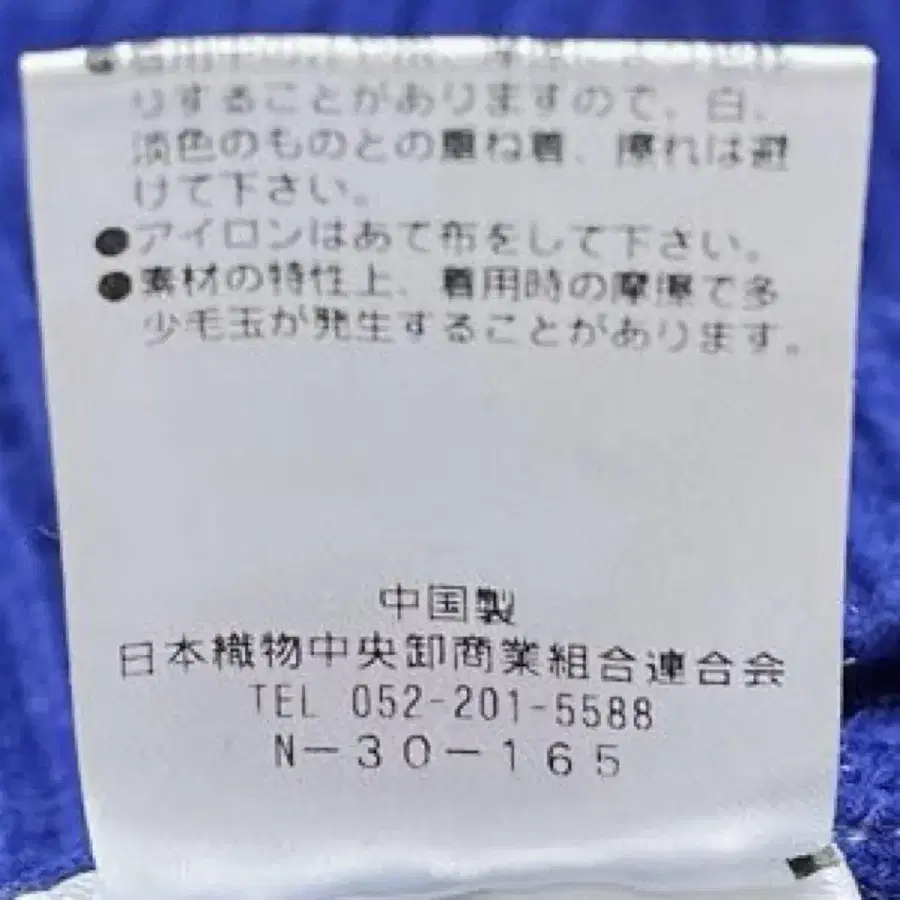 りすることがありますので、白、
淡色のものとの重ね着、擦れは避
けて下さい。
●アイロンはあて布をして下さい。
●素材の特性上、着用時の摩擦で多
少毛玉が発生することがあります。
中国製
日本織物中央卸商業組合連合会
TEL 052-201-5588
N-30-165